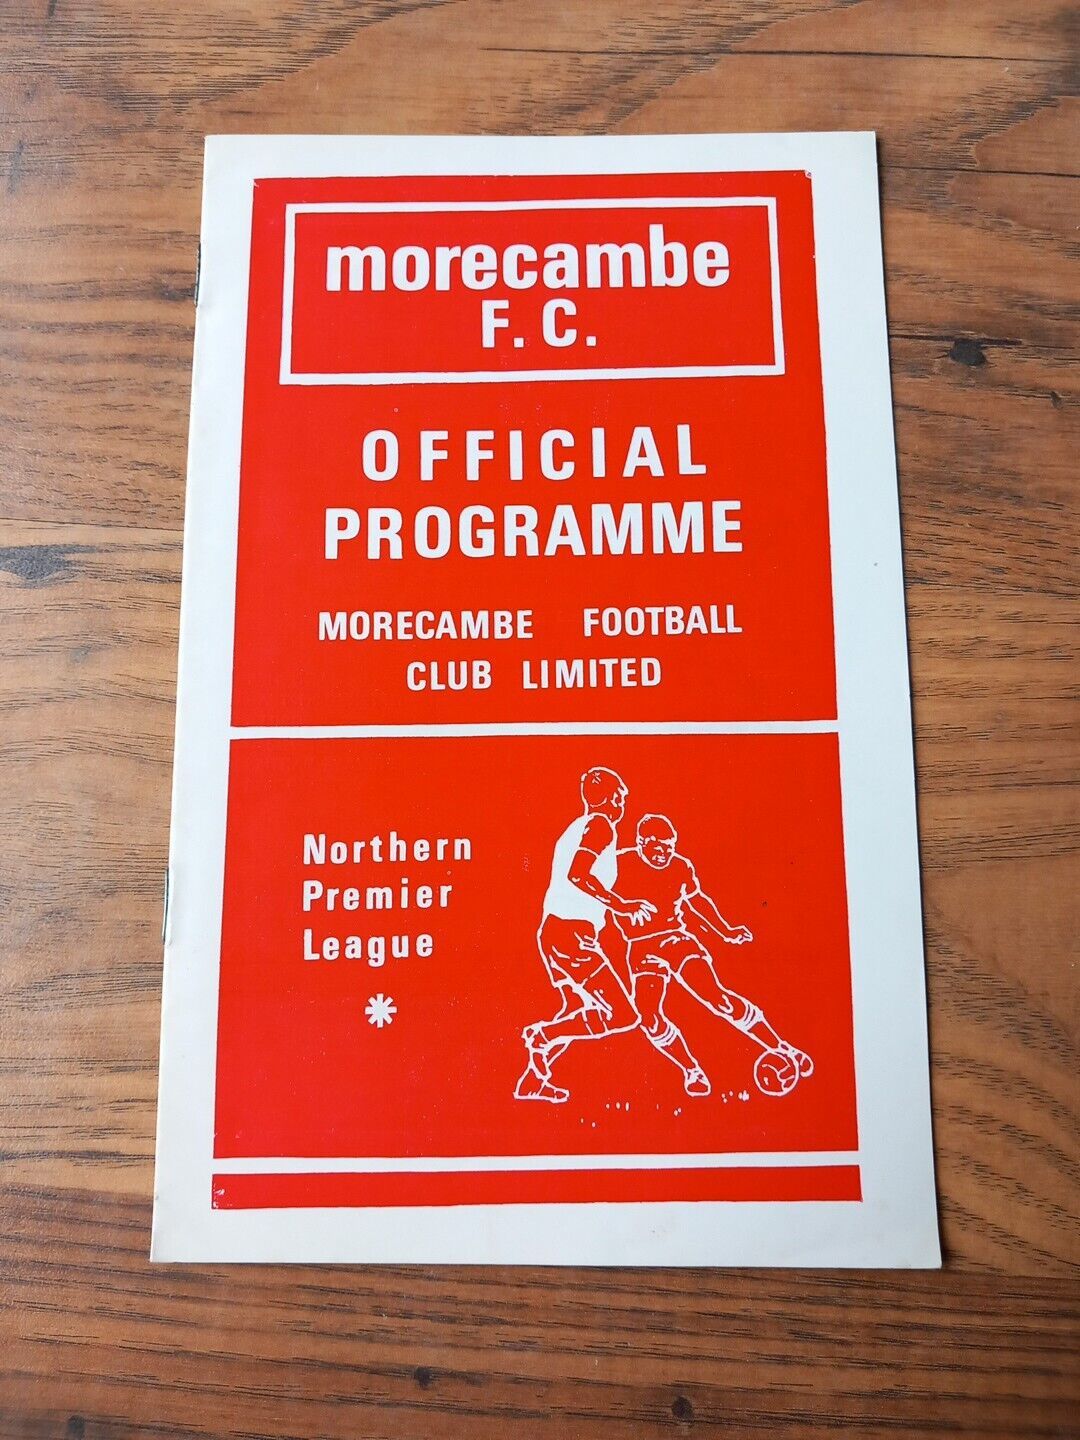 morecambe
F.C.
OFFICIAL
PROGRAMME
MORECAMBE FOOTBALL
CLUB LIMITED
Northern
Premier
League
*